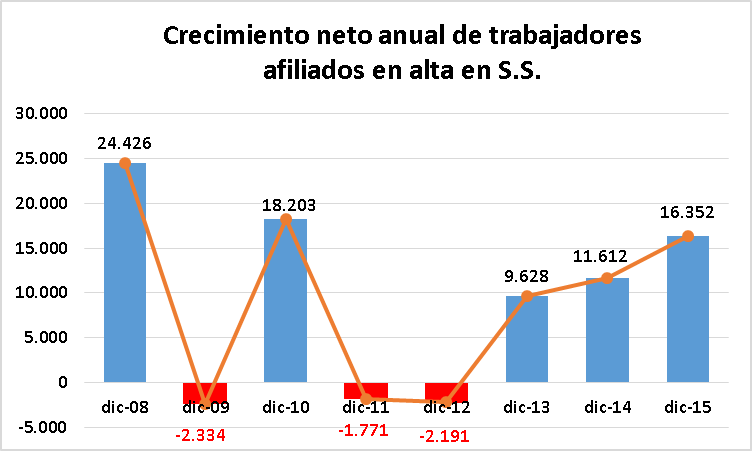 Crecimiento neto anual de trabajadores
afiliados en alta en S.S.
30.000
25.000
20.000
15.000
10.000
5.000
0
-5.000
24.426
-2.334
18.203
-1.771
-2.191
9.628
11.612
16.352
dic-08
dic-09
dic-10
dic-11
dic-12
dic-13
dic-14
dic-15